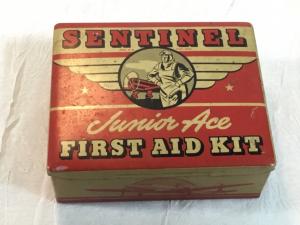 SENTINEL
Junior Ace
FIRST AID KIT